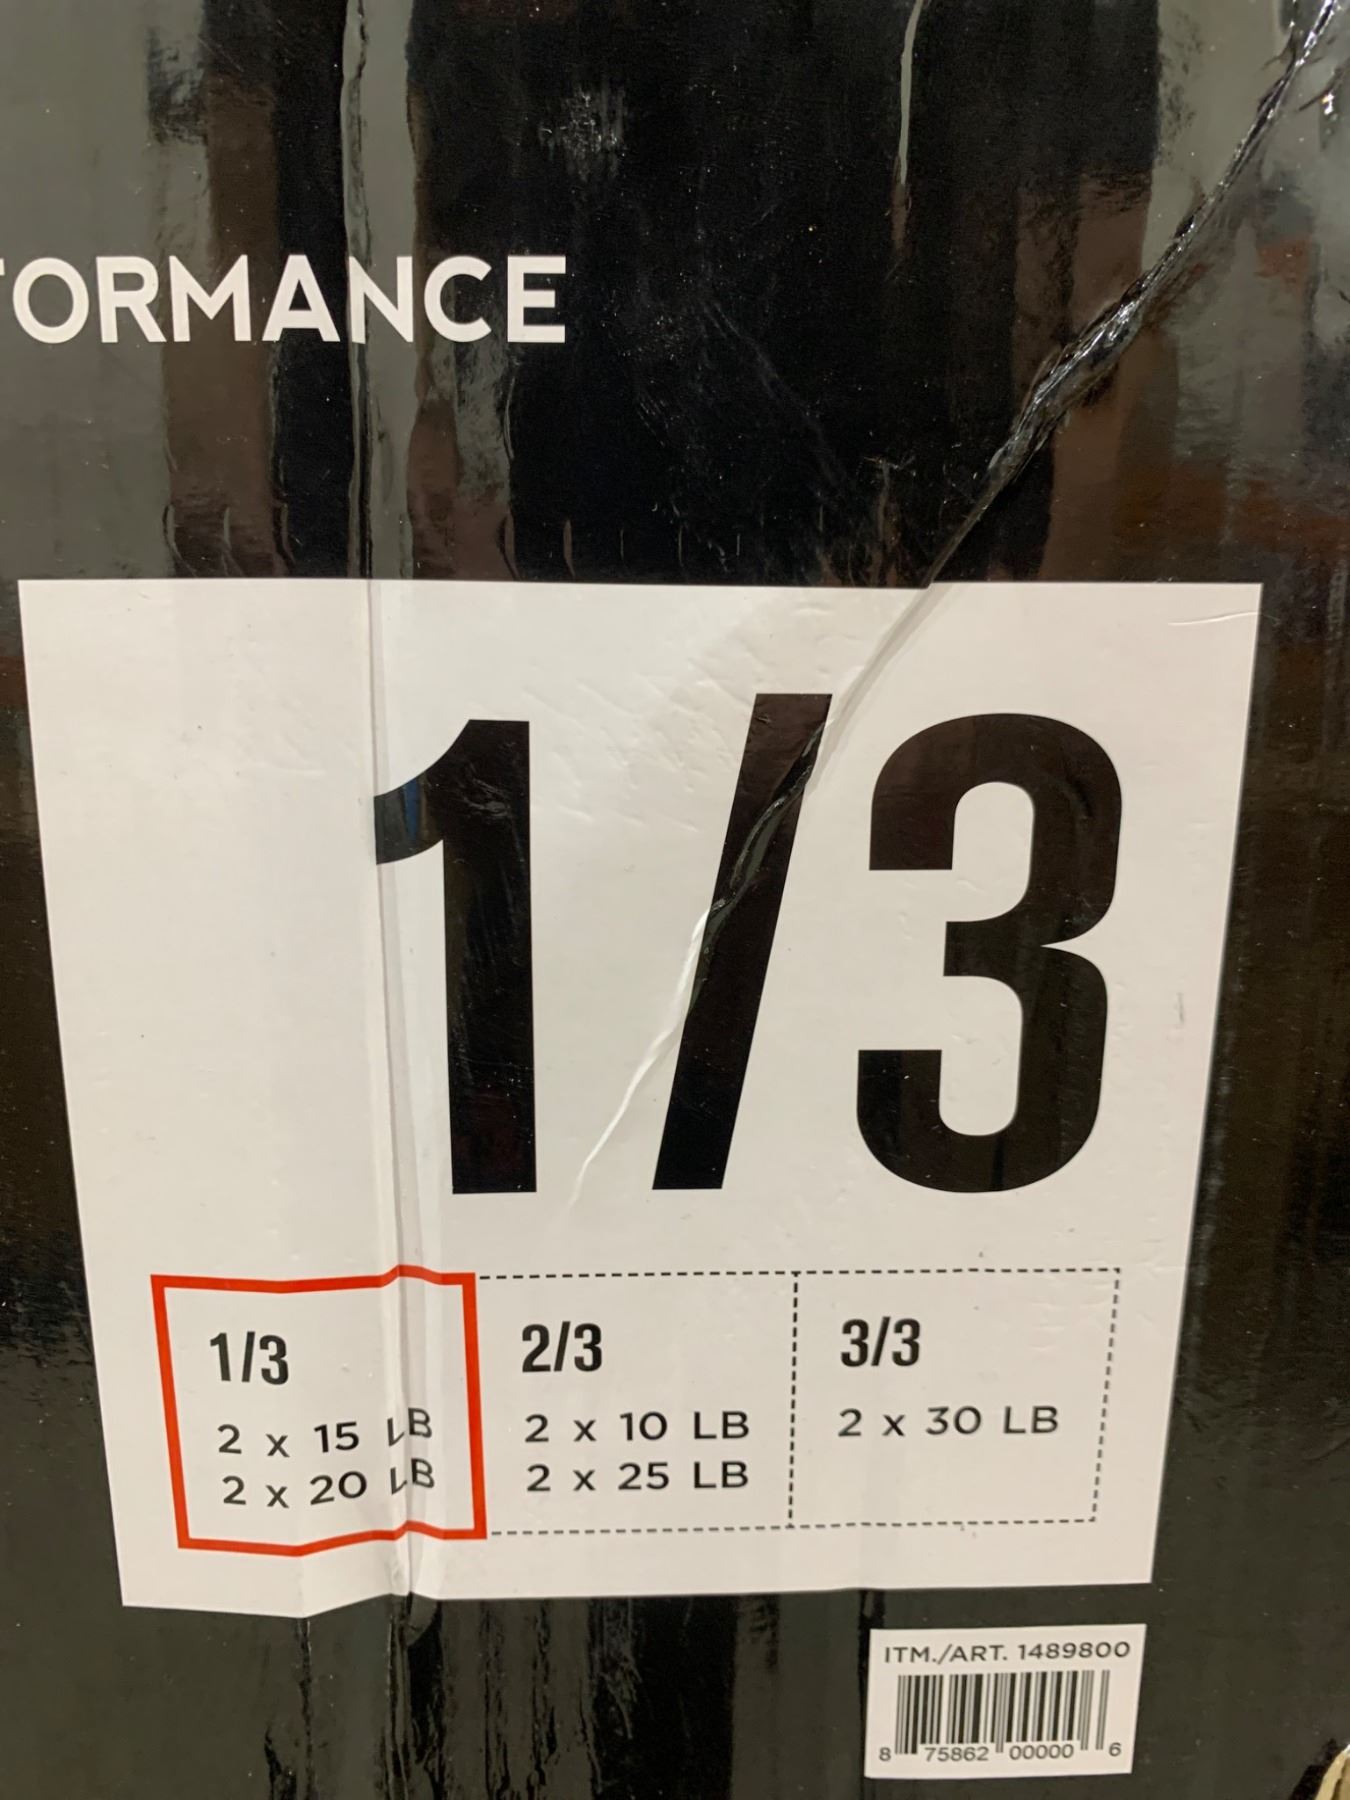 FORMANCE
1/3
1/3
2 x 15 LB
2 x 20 LB
2/3
2 x 10 LB
2 x 25 LB
3/3
2 x 30 LB
ITM./ART. 1489800
8 75862 00000 6